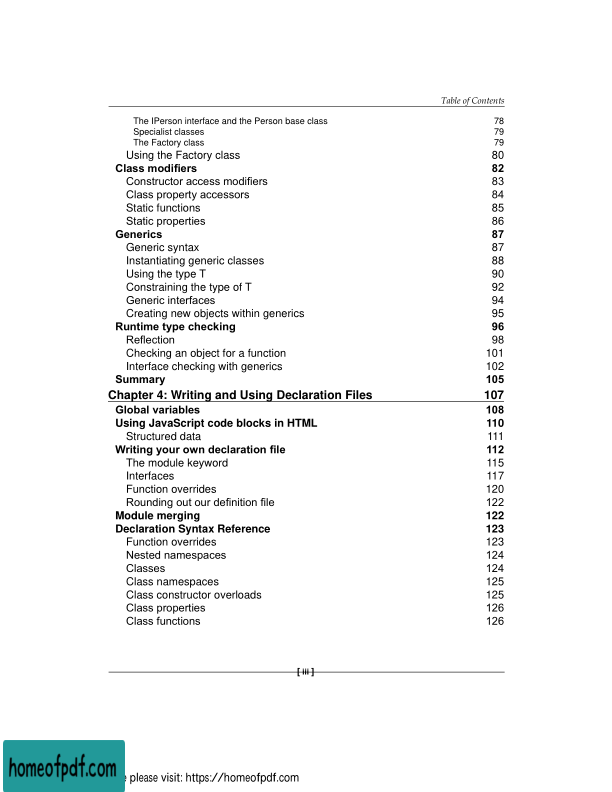 Table of Contents
The IPerson interface and the Person base class 78
Specialist classes 79
The Factory class 79
Using the Factory class 80
Class modifiers 82
Constructor access modifiers 83
Class property accessors 84
Static functions 85
Static properties 86
Generics 87
Generic syntax 87
Instantiating generic classes 88
Using the type T 90
Constraining the type of T 92
Generic interfaces 94
Creating new objects within generics 95
Runtime type checking 96
Reflection 98
Checking an object for a function 101
Interface checking with generics 102
Summary 105
Chapter 4: Writing and Using Declaration Files 107
Global variables 108
Using JavaScript code blocks in HTML 110
Structured data 111
Writing your own declaration file 112
The module keyword 115
Interfaces 117
Function overrides 120
Rounding out our definition file 122
Module merging 122
Declaration Syntax Reference 123
Function overrides 123
Nested namespaces 124
Classes 124
Class namespaces 125
Class constructor overloads 125
Class properties 126
Class functions 126
[ iii ]
homeofpdf.com
please visit: https://homeofpdf.com